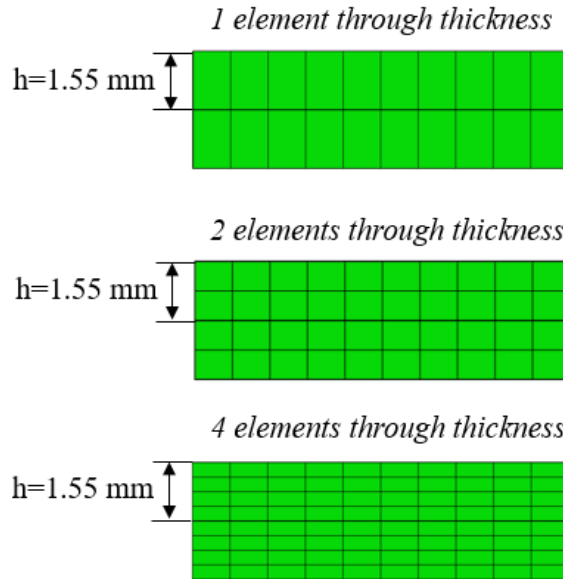 1 element through thickness
h=1.55 mm
2 elements through thickness
h=1.55 mm
4 elements through thickness
h=1.55 mm